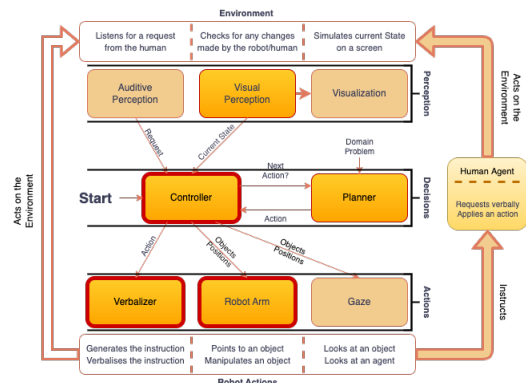 Environment
Listens for a request
from the human
Checks for any changes
made by the robot/human
Simulates current State
on a screen
Auditive
Perception
Visual
Perception
Visualization
Perception
Request
Current State
Domain
Problem
Next
Action?
Start
Controller
Planner
Action
Decisions
Action
Objects
Positions
Objects
Positions
Verbalizer
Robot Arm
Gaze
Actions
Generates the instruction
Verbalises the instruction
Points to an object
Manipulates an object
Looks at an object
Looks at an agent
Robot Actions
Acts on the
Environment
Acts on
the Environment
Human Agent
Requests verbally
Applies an action
Instructs